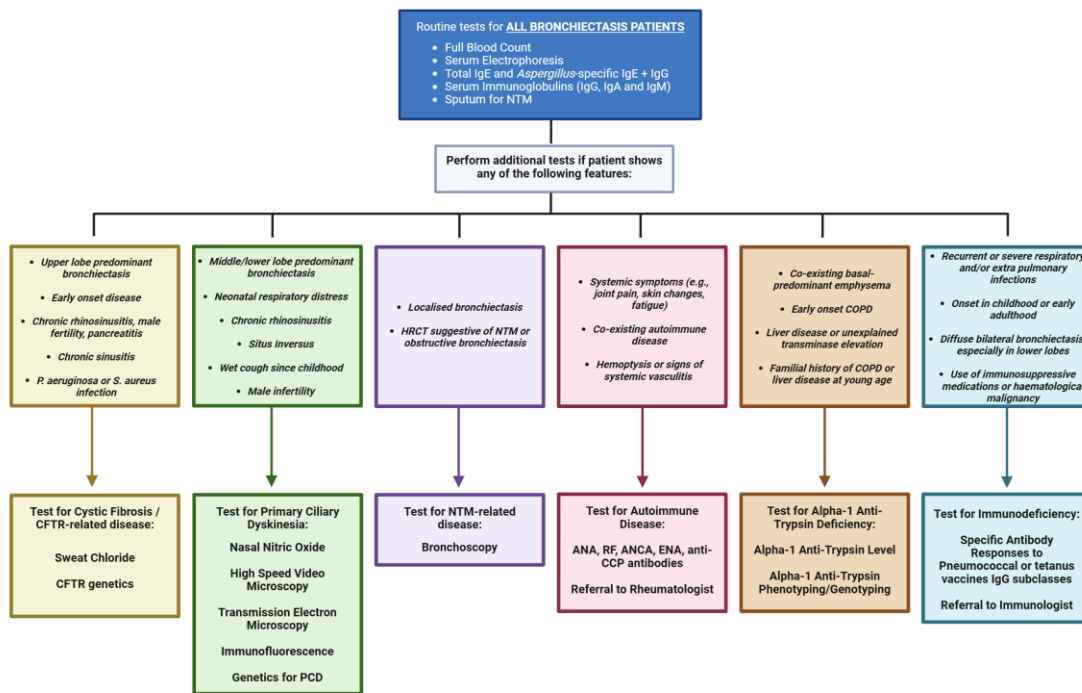 Routine tests for ALL BRONCHIECTASIS PATIENTS
• Full Blood Count
• Serum Electrophoresis
• Total IgE and Aspergillus-specific IgE + IgG
• Serum Immunoglobulins (IgG, IgA and IgM)
• Sputum for NTM
Perform additional tests if patient shows
any of the following features:
• Upper lobe predominant
bronchiectasis
• Early onset disease
• Chronic rhinosinusitis, male
fertility, pancreatitis
• Chronic sinusitis
• P. aeruginosa or S. aureus
infection
• Middle/lower lobe predominant
bronchiectasis
• Neonatal respiratory distress
• Chronic rhinosinusitis
• Situs Inversus
• Wet cough since childhood
• Male infertility
• Localised bronchiectasis
• HRCT suggestive of NTM or
obstructive bronchiectasis
• Systemic symptoms (e.g.,
joint pain, skin changes,
fatigue)
• Co-existing autoimmune
disease
• Hemoptysis or signs of
systemic vasculitis
• Co-existing basal-
predominant emphysema
• Early onset COPD
• Liver disease or unexplained
transminase elevation
• Familial history of COPD or
liver disease at young age
• Recurrent or severe respiratory
and/or extra pulmonary
infections
• Onset in childhood or early
adulthood
• Diffuse bilateral bronchiectasis,
especially in lower lobes
• Use of immunosuppressive
medications or haematological
malignancy
Test for Cystic Fibrosis /
CFTR-related disease:
Sweat Chloride
CFTR genetics
Test for Primary Ciliary
Dyskinesia:
Nasal Nitric Oxide
High Speed Video
Microscopy
Transmission Electron
Microscopy
Immunofluorescence
Genetics for PCD
Test for NTM-related
disease:
Bronchoscopy
Test for Autoimmune
Disease:
ANA, RF, ANCA, ENA, anti-
CCP antibodies
Referral to Rheumatologist
Test for Alpha-1 Anti-
Trypsin Deficiency:
Alpha-1 Anti-Trypsin Level
Alpha-1 Anti-Trypsin
Phenotyping/Genotyping
Test for Immunodeficiency:
Specific Antibody
Responses to
Pneumococcal or tetanus
vaccines IgG subclasses
Referral to Immunologist